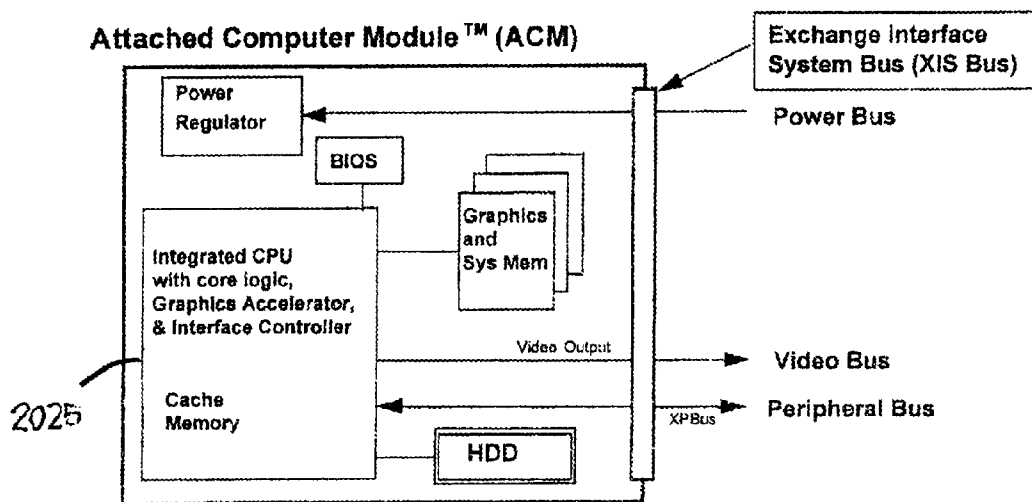 Attached Computer Module™ (ACM)
Exchange Interface
System Bus (XIS Bus)
Power
Regulator
Power Bus
BIOS
Graphics
and
Sys Mem
Integrated CPU
with core logic,
Graphics Accelerator,
& Interface Controller
Video Output
Video Bus
Cache
Memory
XPBus
Peripheral Bus
HDD
2025